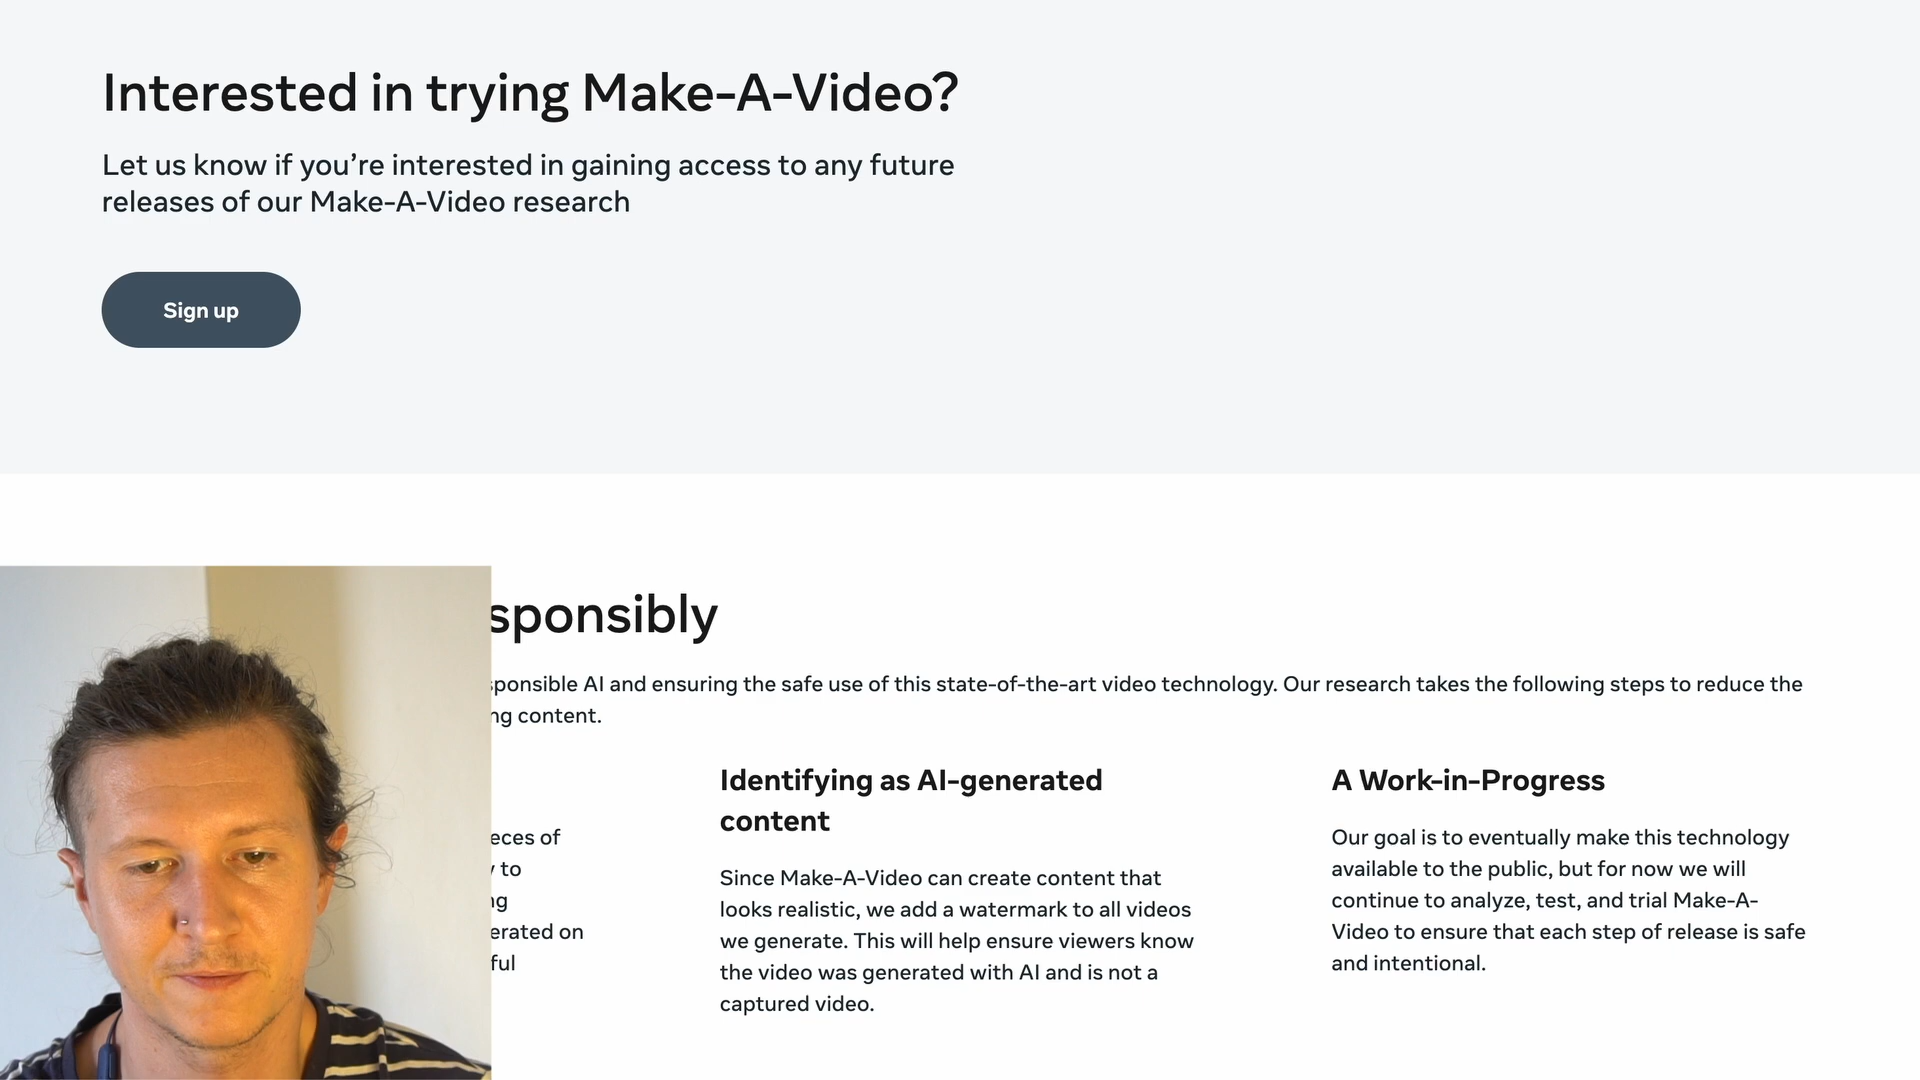 Interested in trying Make-A-Video?
Let us know if you’re interested in gaining access to any future
releases of our Make-A-Video research
Sign up
sponsibly
sponsible AI and ensuring the safe use of this state-of-the-art video technology. Our research takes the following steps to reduce the
ng content.
eces of
to
ng
erated on
ful
Identifying as AI-generated
content
Since Make-A-Video can create content that
looks realistic, we add a watermark to all videos
we generate. This will help ensure viewers know
the video was generated with AI and is not a
captured video.
A Work-in-Progress
Our goal is to eventually make this technology
available to the public, but for now we will
continue to analyze, test, and trial Make-A-
Video to ensure that each step of release is safe
and intentional.